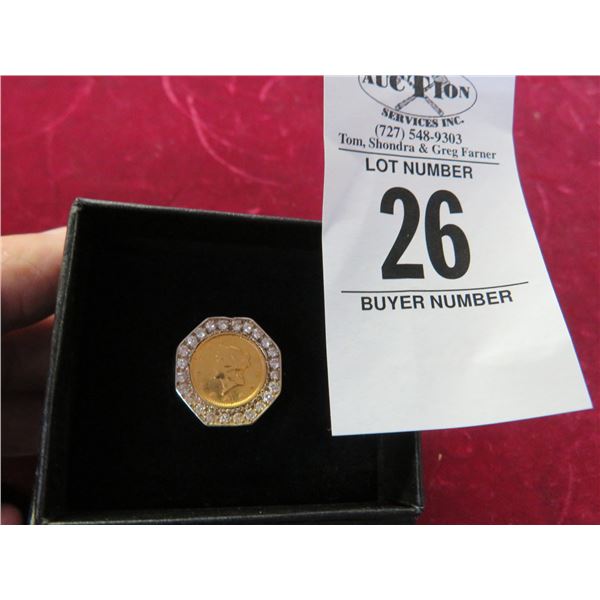 AUCTION
SERVICES INC.
(727) 548-9303
Tom, Shondra & Greg Farner
LOT NUMBER
26
BUYER NUMBER